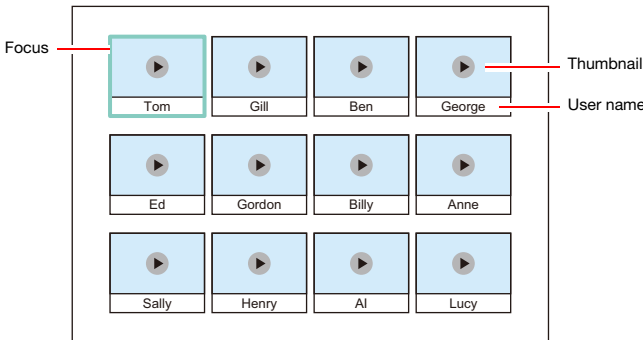 Focus
Thumbnail
Tom Gill Ben George
User name
Ed Gordon Billy Anne
Sally Henry Al Lucy